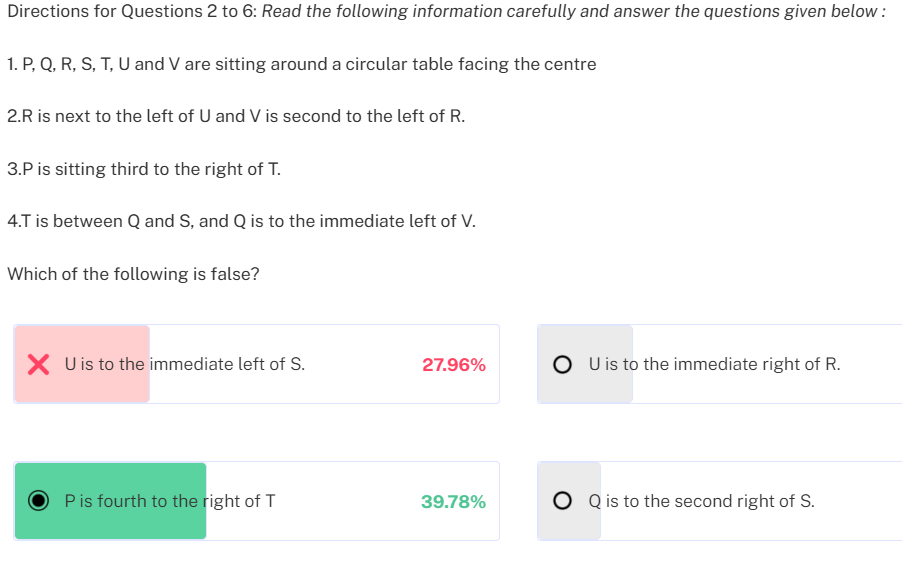 Directions for Questions 2 to 6: Read the following information carefully and answer the questions given below :
1. P, Q, R, S, T, U and V are sitting around a circular table facing the centre
2.R is next to the left of U and V is second to the left of R.
3.P is sitting third to the right of T.
4.T is between Q and S, and Q is to the immediate left of V.
Which of the following is false?
U is to the immediate left of S. 27.96%
U is to the immediate right of R.
P is fourth to the right of T 39.78%
Q is to the second right of S.